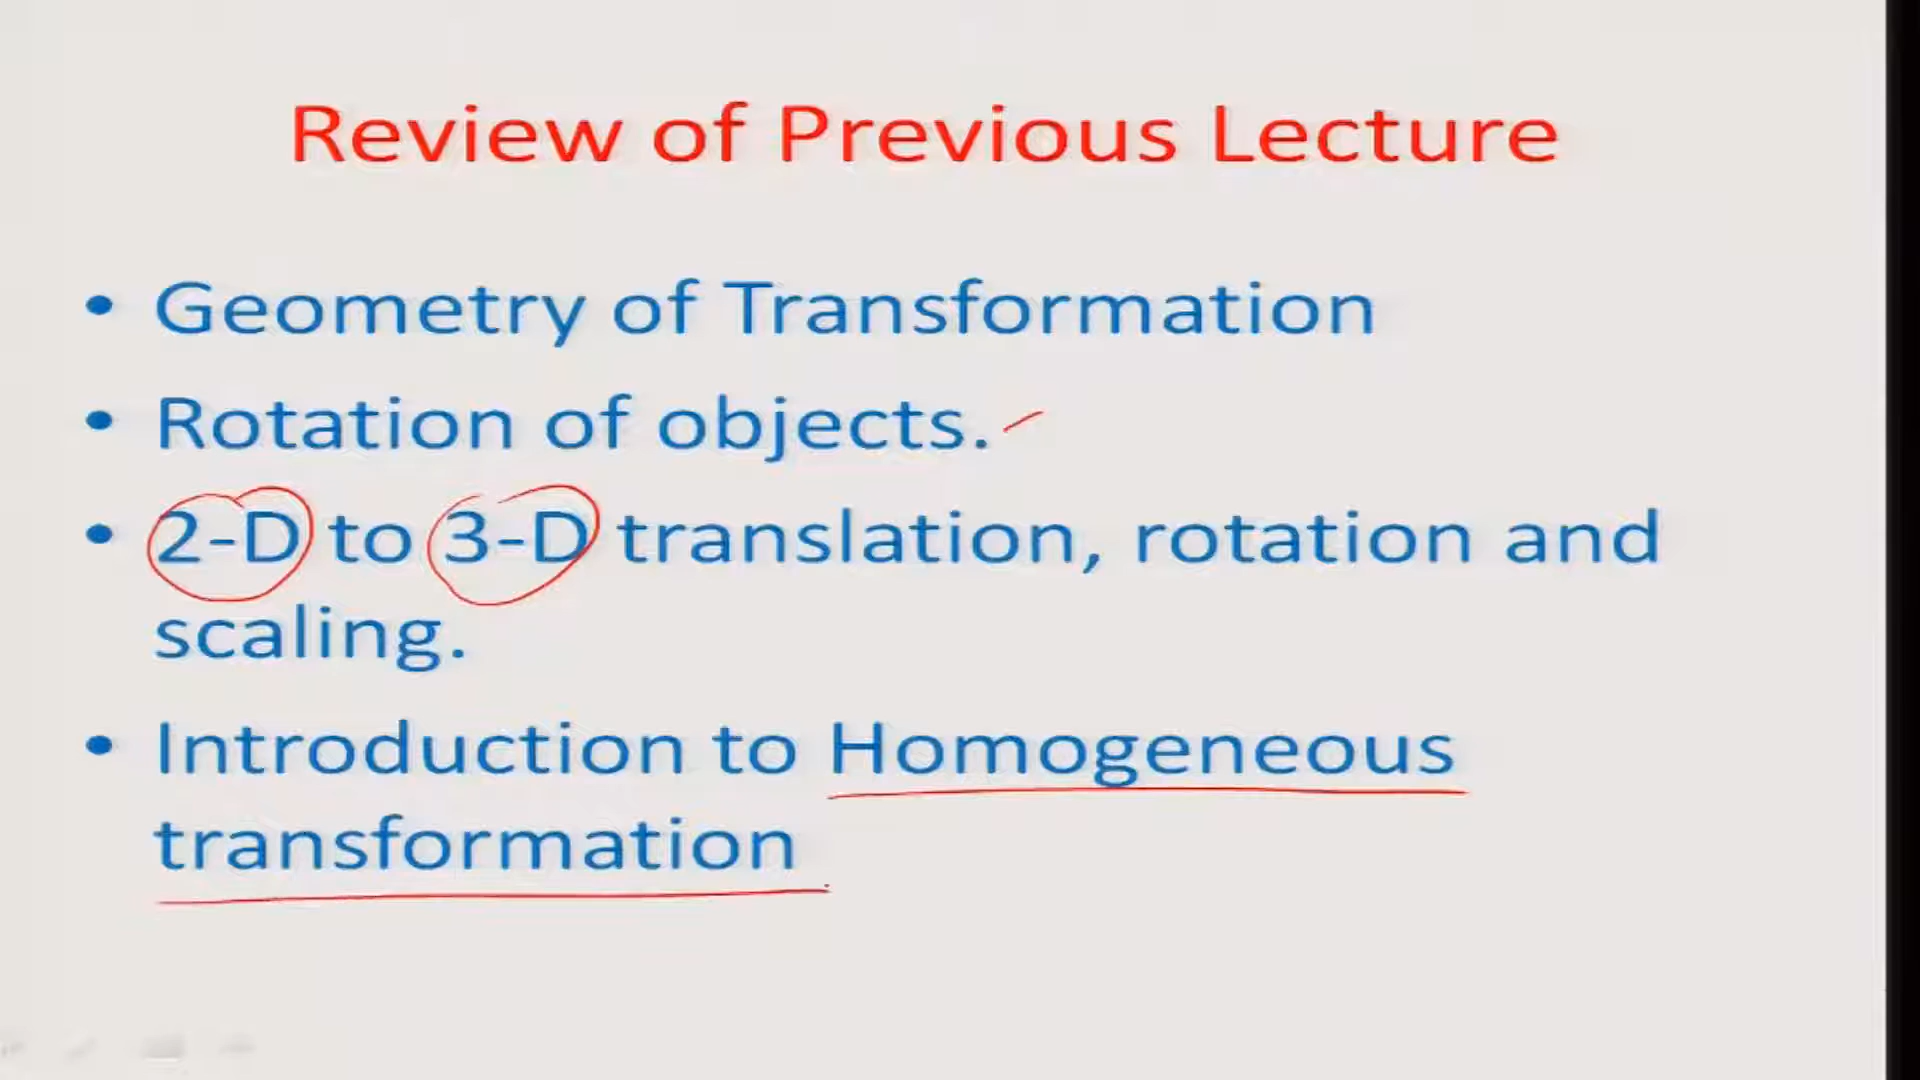 Review of Previous Lecture
• Geometry of Transformation
• Rotation of objects.
• 2-D to 3-D translation, rotation and
scaling.
• Introduction to Homogeneous
transformation